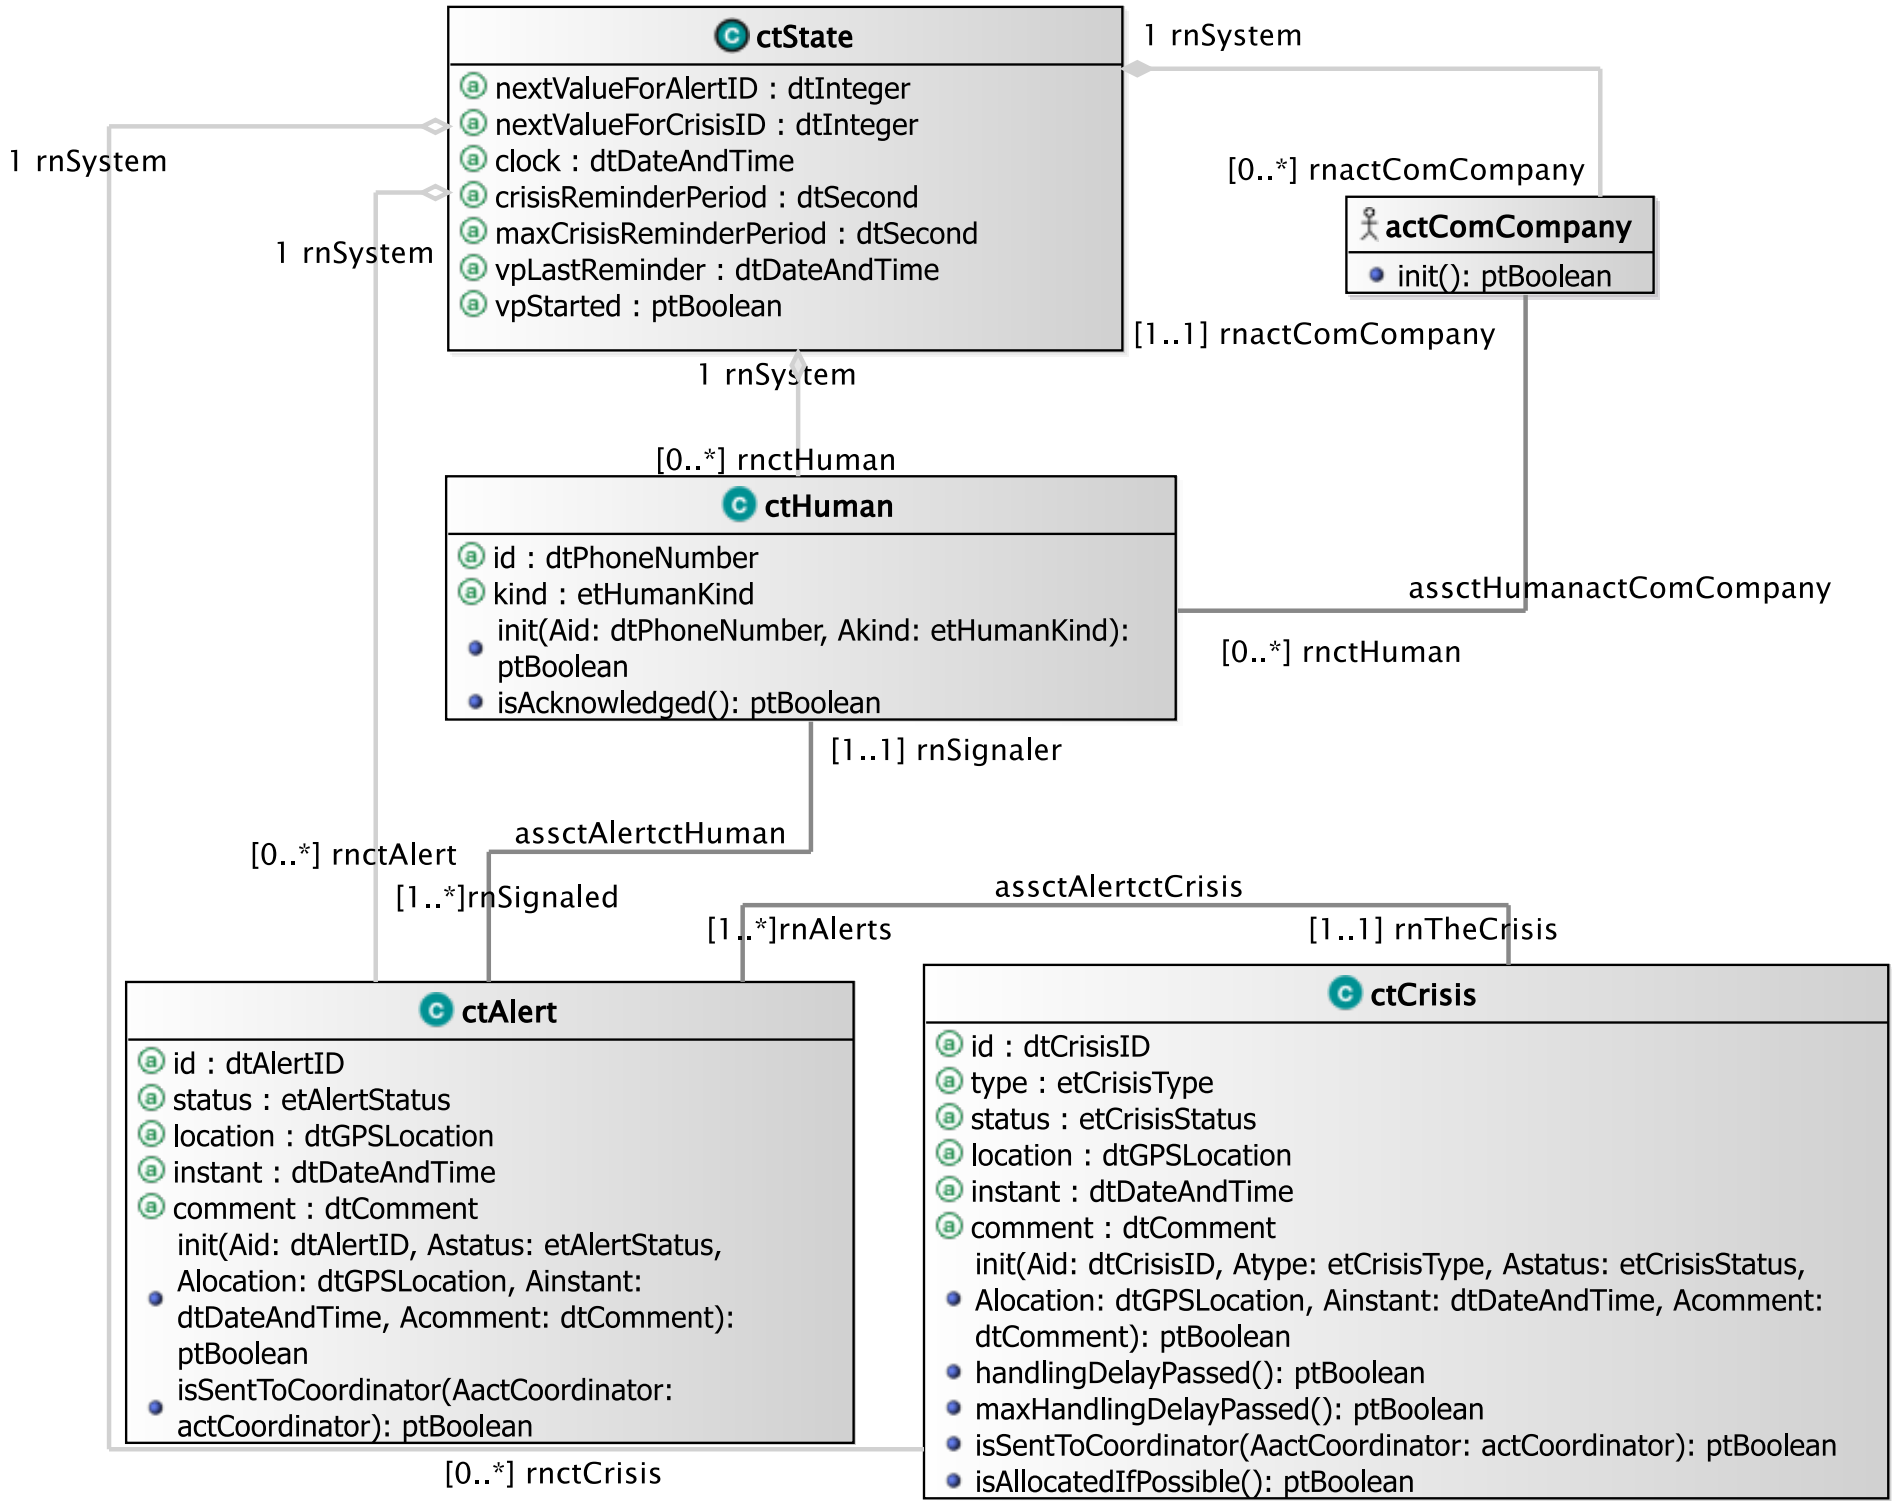 ctState
nextValueForAlertID : dtInteger
nextValueForCrisisID : dtInteger
clock : dtDateAndTime
crisisReminderPeriod : dtSecond
maxCrisisReminderPeriod : dtSecond
vpLastReminder : dtDateAndTime
vpStarted : ptBoolean
1 rnSystem
1 rnSystem
1 rnSystem
[0..*] rnactComCompany
actComCompany
init(): ptBoolean
[1..1] rnactComCompany
1 rnSystem
[0..*] rnctHuman
ctHuman
id : dtPhoneNumber
kind : etHumanKind
init(Aid: dtPhoneNumber, Akind: etHumanKind):
ptBoolean
isAcknowledged(): ptBoolean
assctHumanactComCompany
[0..*] rnctHuman
[1..1] rnSignaler
assctAlertctHuman
[0..*] rnctAlert
[1..*]rnSignaled
assctAlertctCrisis
[1..*]rnAlerts
[1..1] rnTheCrisis
ctAlert
id : dtAlertID
status : etAlertStatus
location : dtGPSLocation
instant : dtDateAndTime
comment : dtComment
init(Aid: dtAlertID, Astatus: etAlertStatus,
Alocation: dtGPSLocation, Ainstant:
dtDateAndTime, Acomment: dtComment):
ptBoolean
isSentToCoordinator(AactCoordinator:
actCoordinator): ptBoolean
ctCrisis
id : dtCrisisID
type : etCrisisType
status : etCrisisStatus
location : dtGPSLocation
instant : dtDateAndTime
comment : dtComment
init(Aid: dtCrisisID, Atype: etCrisisType, Astatus: etCrisisStatus,
Alocation: dtGPSLocation, Ainstant: dtDateAndTime, Acomment:
dtComment): ptBoolean
handlingDelayPassed(): ptBoolean
maxHandlingDelayPassed(): ptBoolean
isSentToCoordinator(AactCoordinator: actCoordinator): ptBoolean
isAllocatedIfPossible(): ptBoolean
[0..*] rnctCrisis